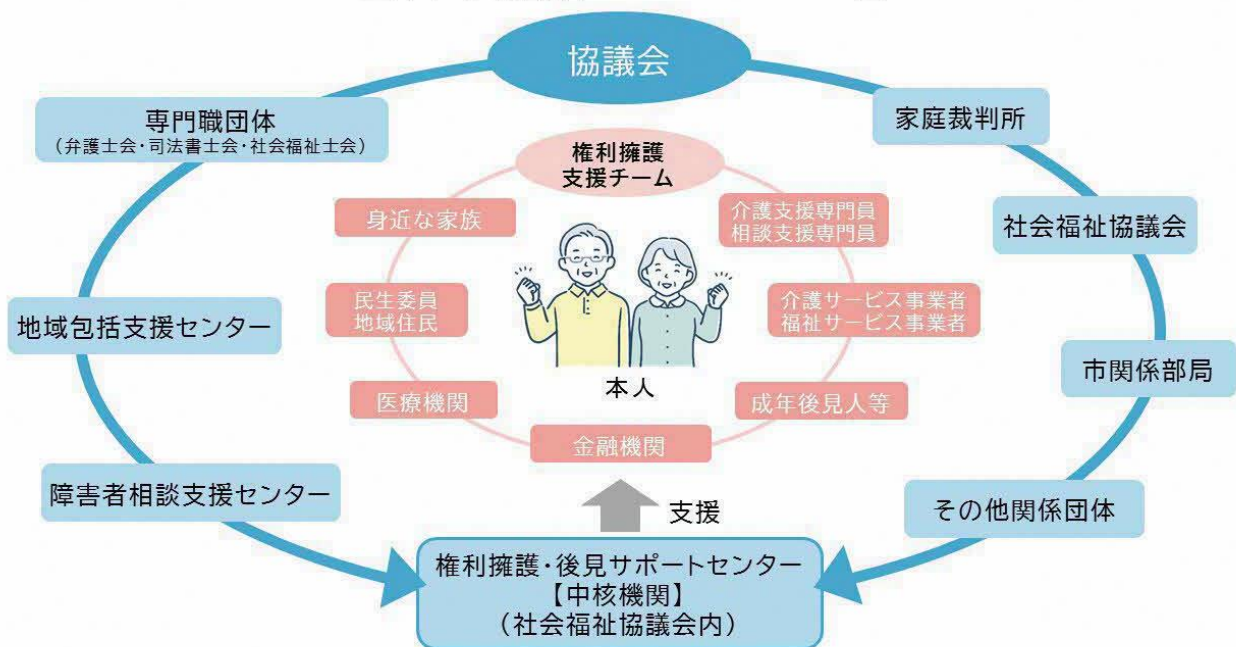 協議会
専門職団体
(弁護士会・司法書士会・社会福祉士会)
家庭裁判所
権利擁護
支援チーム
身近な家族
介護支援専門員
相談支援専門員
社会福祉協議会
民生委員
地域住民
介護サービス事業者
福祉サービス事業者
地域包括支援センター
本人
市関係部局
医療機関
成年後見人等
金融機関
障害者相談支援センター
支援
その他関係団体
権利擁護・後見サポートセンター
【中核機関】
(社会福祉協議会内)